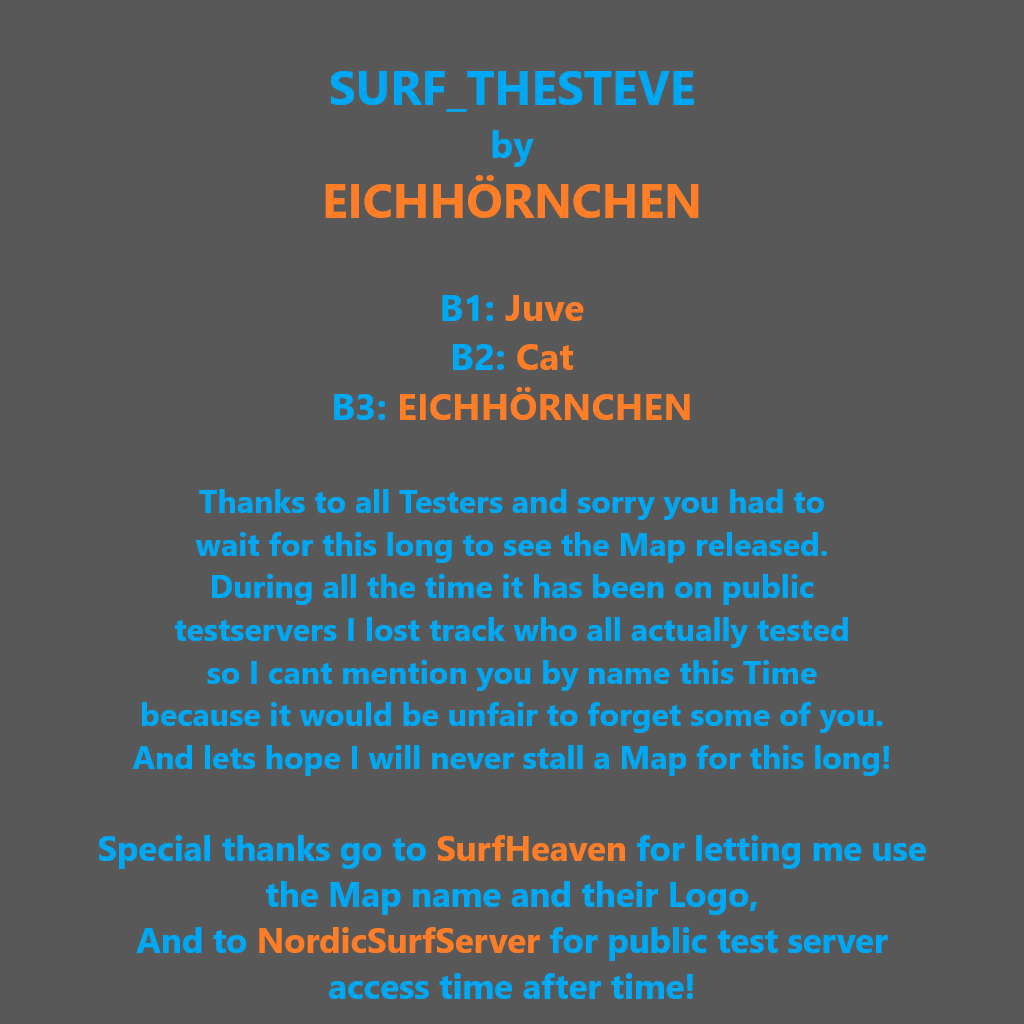 SURF_THESTEVE
by
EICHHÖRNCHEN
B1: Juve
B2: Cat
B3: EICHHÖRNCHEN
Thanks to all Testers and sorry you had to
wait for this long to see the Map released.
During all the time it has been on public
testservers I lost track who all actually tested
so I cant mention you by name this Time
because it would be unfair to forget some of you.
And lets hope I will never stall a Map for this long!
Special thanks go to SurfHeaven for letting me use
the Map name and their Logo,
And to NordicSurfServer for public test server
access time after time!